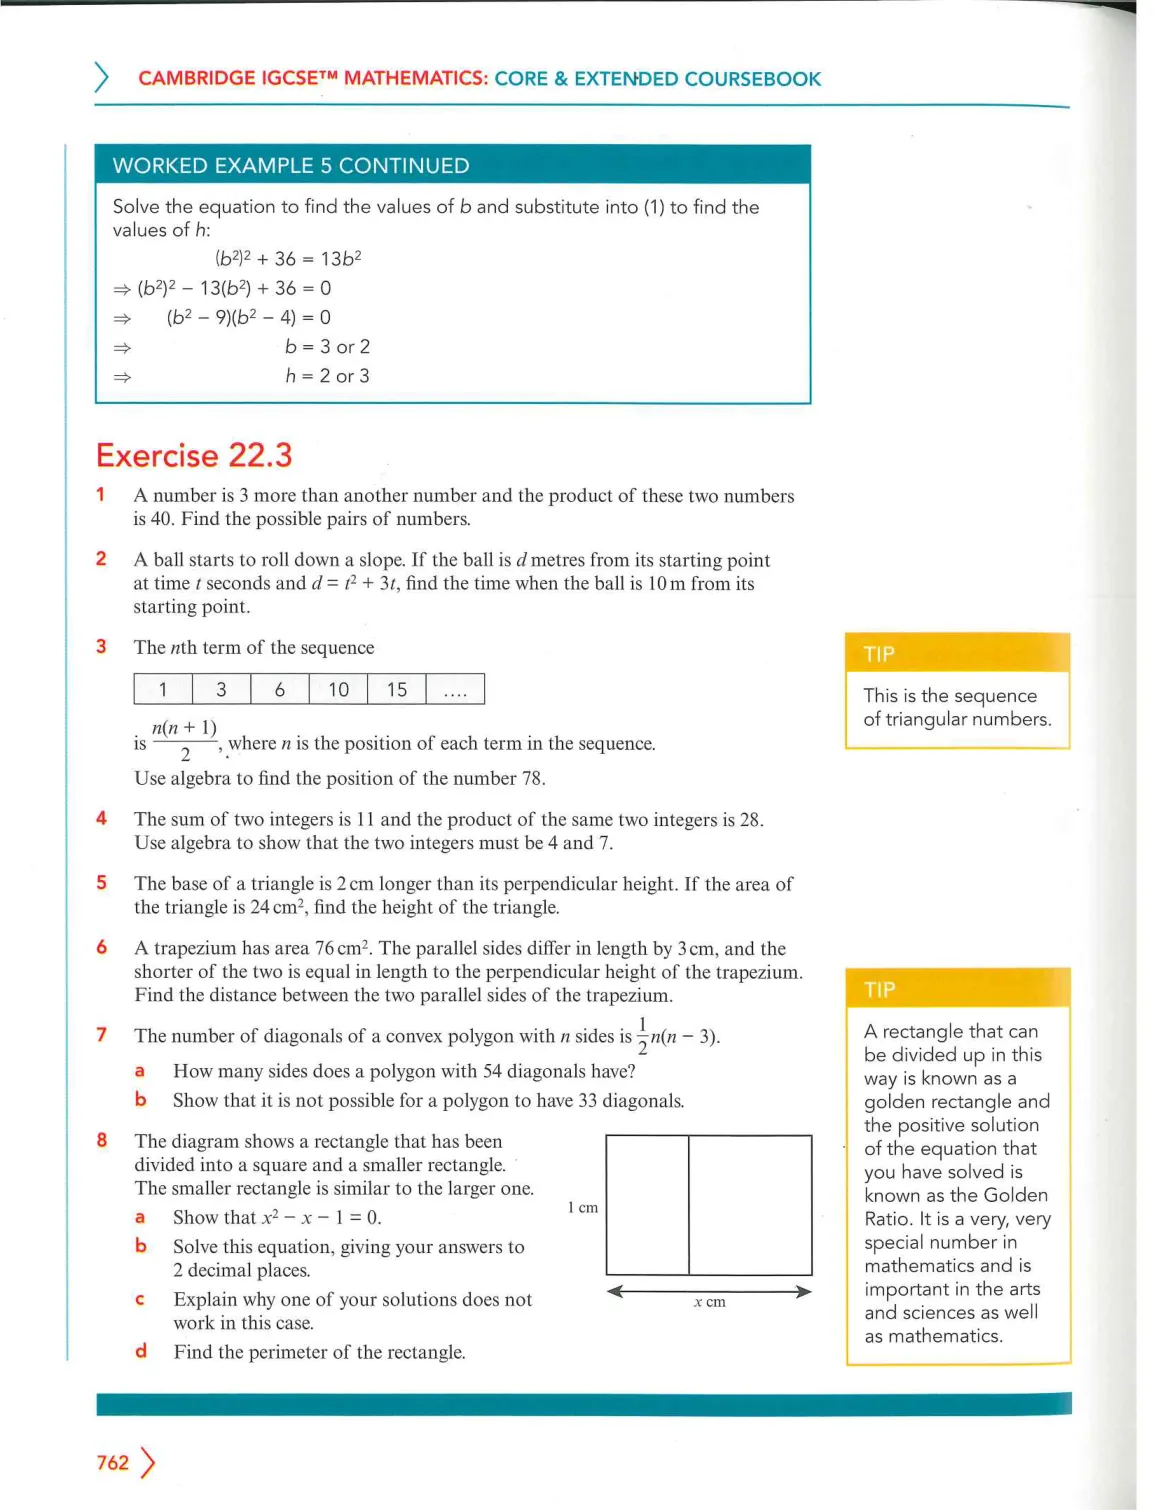 CAMBRIDGE IGCSE™ MATHEMATICS: CORE & EXTENDED COURSEBOOK
WORKED EXAMPLE 5 CONTINUED
Solve the equation to find the values of b and substitute into (1) to find the
values of h:
(b²)² + 36 = 13b²
⇒ (b²)² − 13(b²) + 36 = 0
⇒ (b² − 9)(b² − 4) = 0
⇒ b = 3 or 2
⇒ h = 2 or 3
Exercise 22.3
1 A number is 3 more than another number and the product of these two numbers
is 40. Find the possible pairs of numbers.
2 A ball starts to roll down a slope. If the ball is d metres from its starting point
at time t seconds and d = t² + 3t, find the time when the ball is 10 m from its
starting point.
3 The nth term of the sequence
1 3 6 10 15 ....
is n(n + 1)/2, where n is the position of each term in the sequence.
Use algebra to find the position of the number 78.
TIP
This is the sequence
of triangular numbers.
4 The sum of two integers is 11 and the product of the same two integers is 28.
Use algebra to show that the two integers must be 4 and 7.
5 The base of a triangle is 2 cm longer than its perpendicular height. If the area of
the triangle is 24 cm², find the height of the triangle.
6 A trapezium has area 76 cm². The parallel sides differ in length by 3 cm, and the
shorter of the two is equal in length to the perpendicular height of the trapezium.
Find the distance between the two parallel sides of the trapezium.
7 The number of diagonals of a convex polygon with n sides is 1/2 n(n − 3).
a How many sides does a polygon with 54 diagonals have?
b Show that it is not possible for a polygon to have 33 diagonals.
8 The diagram shows a rectangle that has been
divided into a square and a smaller rectangle.
The smaller rectangle is similar to the larger one.
a Show that x² − x − 1 = 0.
b Solve this equation, giving your answers to
2 decimal places.
c Explain why one of your solutions does not
work in this case.
d Find the perimeter of the rectangle.
1 cm
x cm
TIP
A rectangle that can
be divided up in this
way is known as a
golden rectangle and
the positive solution
of the equation that
you have solved is
known as the Golden
Ratio. It is a very, very
special number in
mathematics and is
important in the arts
and sciences as well
as mathematics.
762